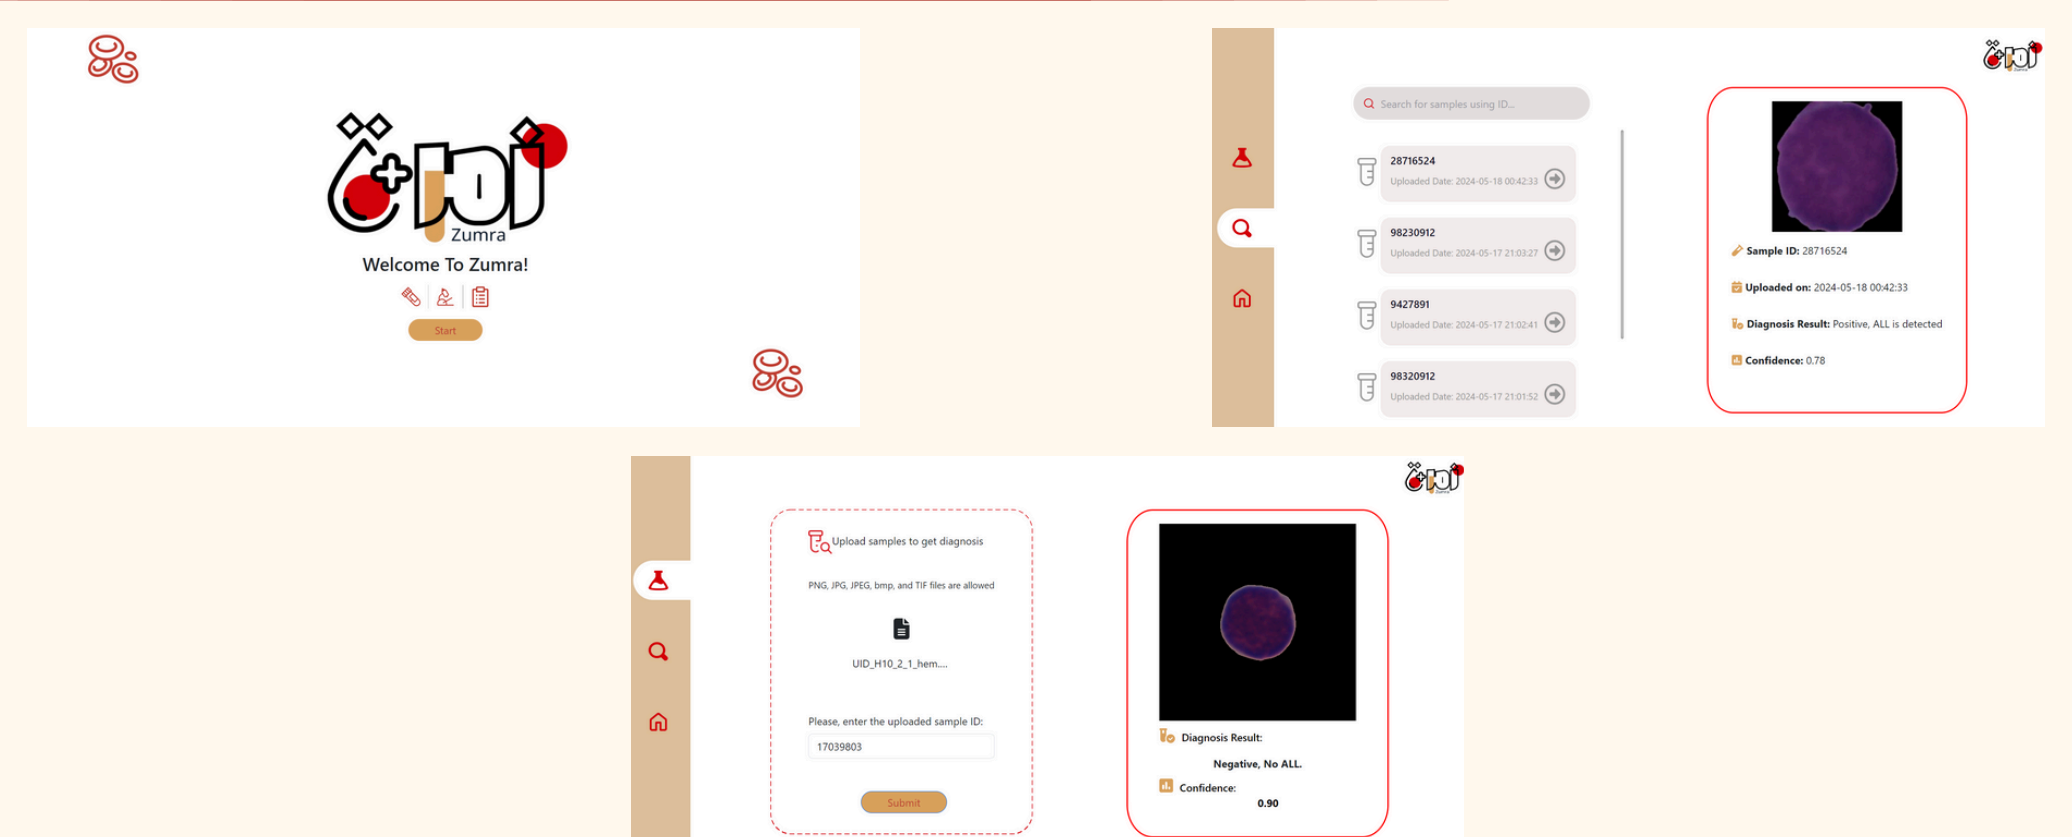 زمرة
Zumra
Welcome To Zumra!
Start
زمرة
Zumra
Search for samples using ID...
28716524
Uploaded Date: 2024-05-18 00:42:33
98230912
Uploaded Date: 2024-05-17 21:03:27
9427891
Uploaded Date: 2024-05-17 21:02:41
98320912
Uploaded Date: 2024-05-17 21:01:52
Sample ID: 28716524
Uploaded on: 2024-05-18 00:42:33
Diagnosis Result: Positive, ALL is detected
Confidence: 0.78
زمرة
Zumra
Upload samples to get diagnosis
PNG, JPG, JPEG, bmp, and TIF files are allowed
UID_H10_2_1_hem....
Please, enter the uploaded sample ID:
17039803
Submit
Diagnosis Result:
Negative, No ALL.
Confidence:
0.90